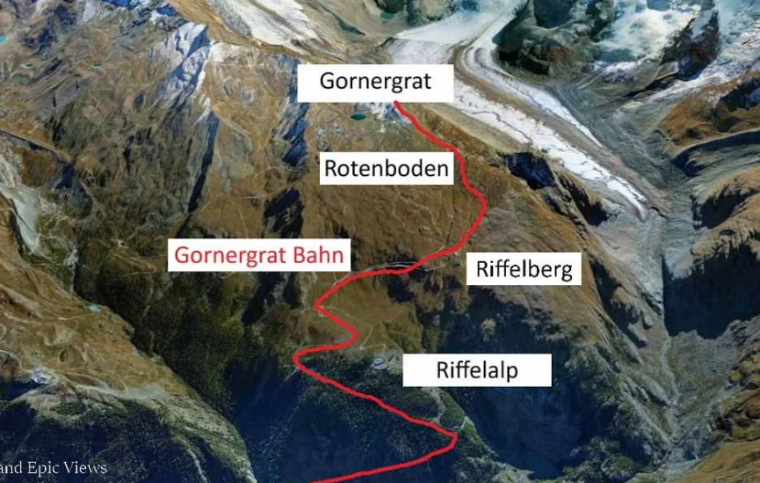 Gornergrat
Rotenboden
Gornergrat Bahn
Riffelberg
Riffelalp
and Epic Views